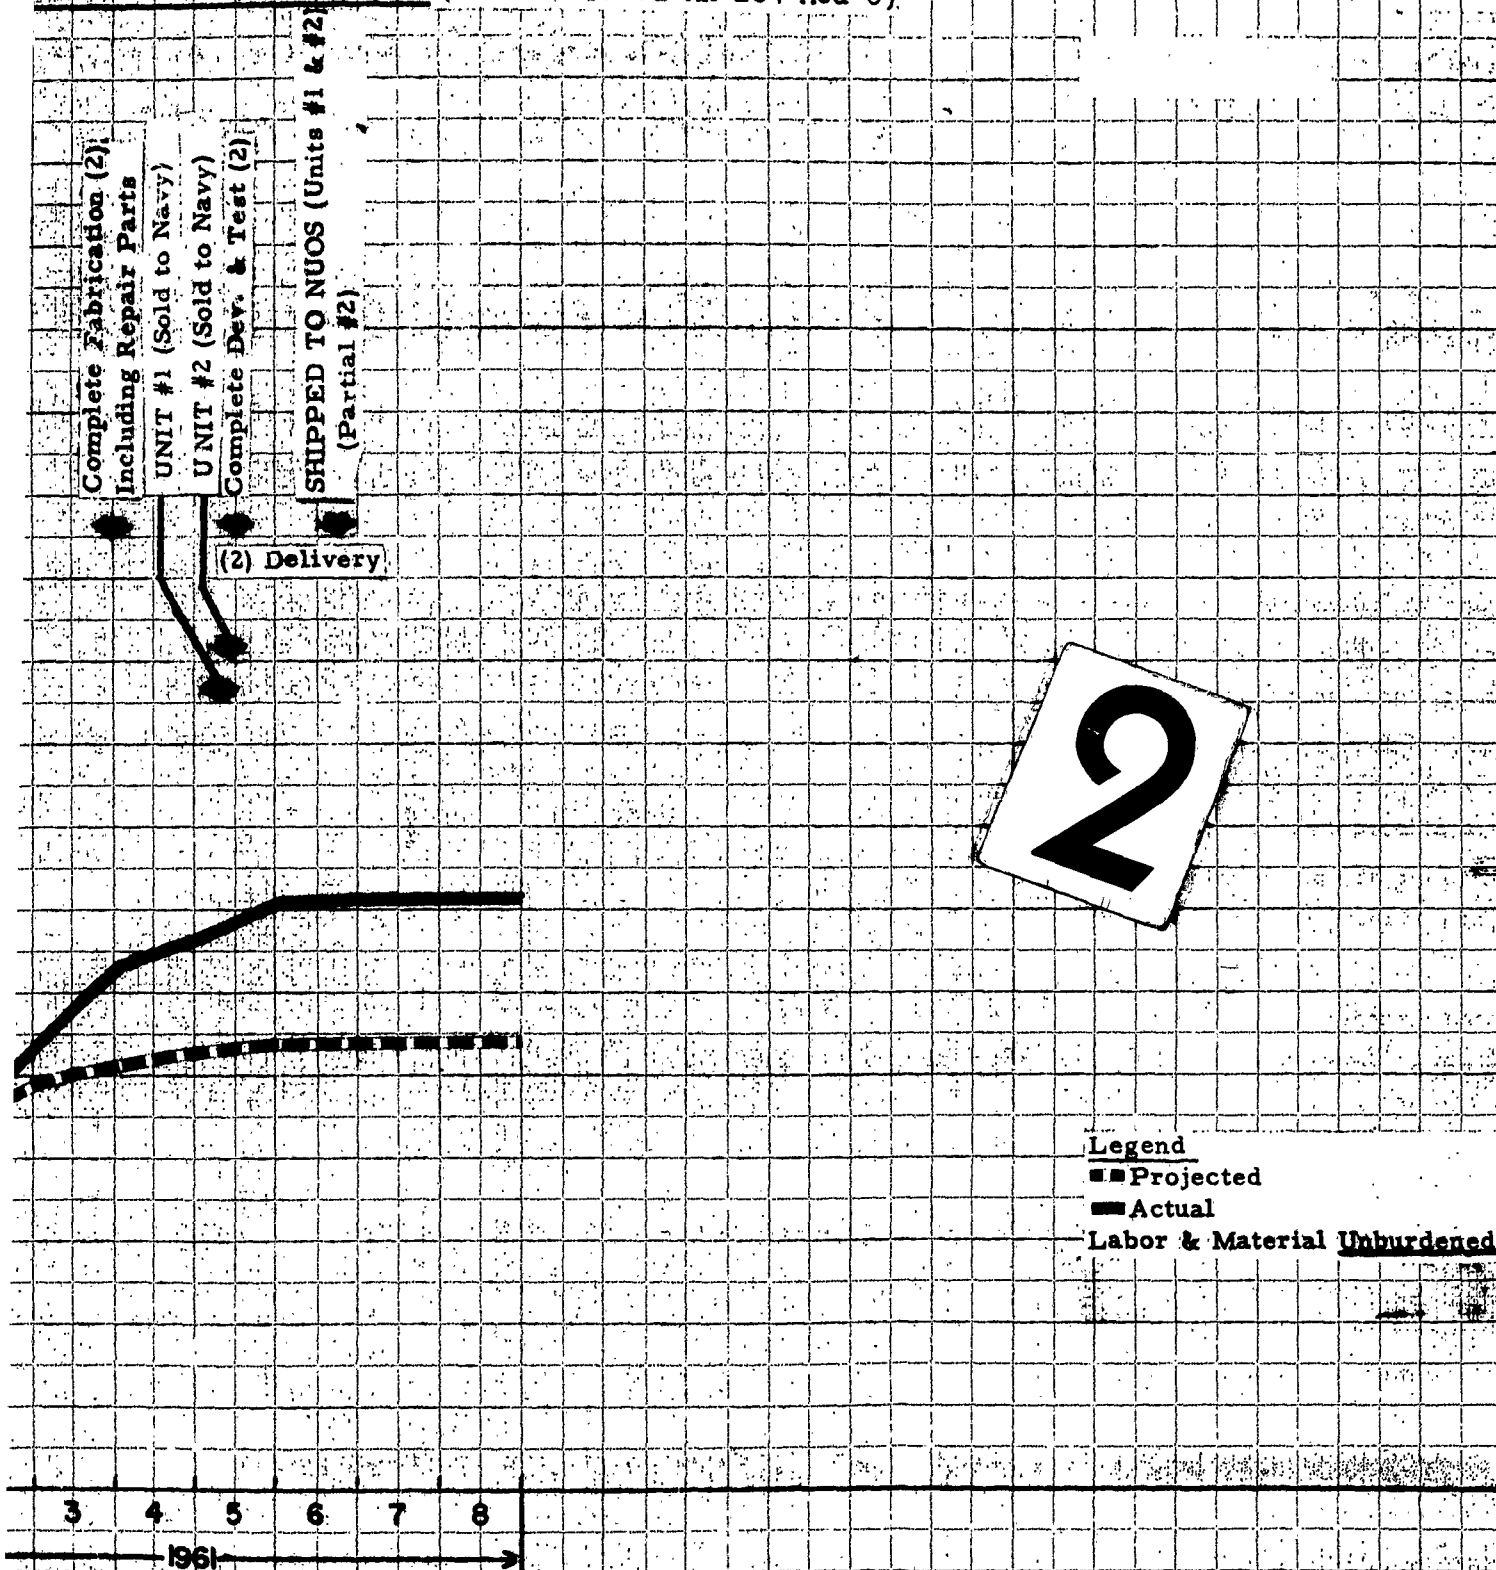 Complete Fabrication (2)
Including Repair Parts
UNIT #1 (Sold to Navy)
UNIT #2 (Sold to Navy)
Complete Dev. & Test (2)
SHIPPED TO NUOS (Units #1 & #2)
(Partial #2)
(2) Delivery
2
Legend
Projected
Actual
Labor & Material Unburdened
3 4 5 6 7 8
1961